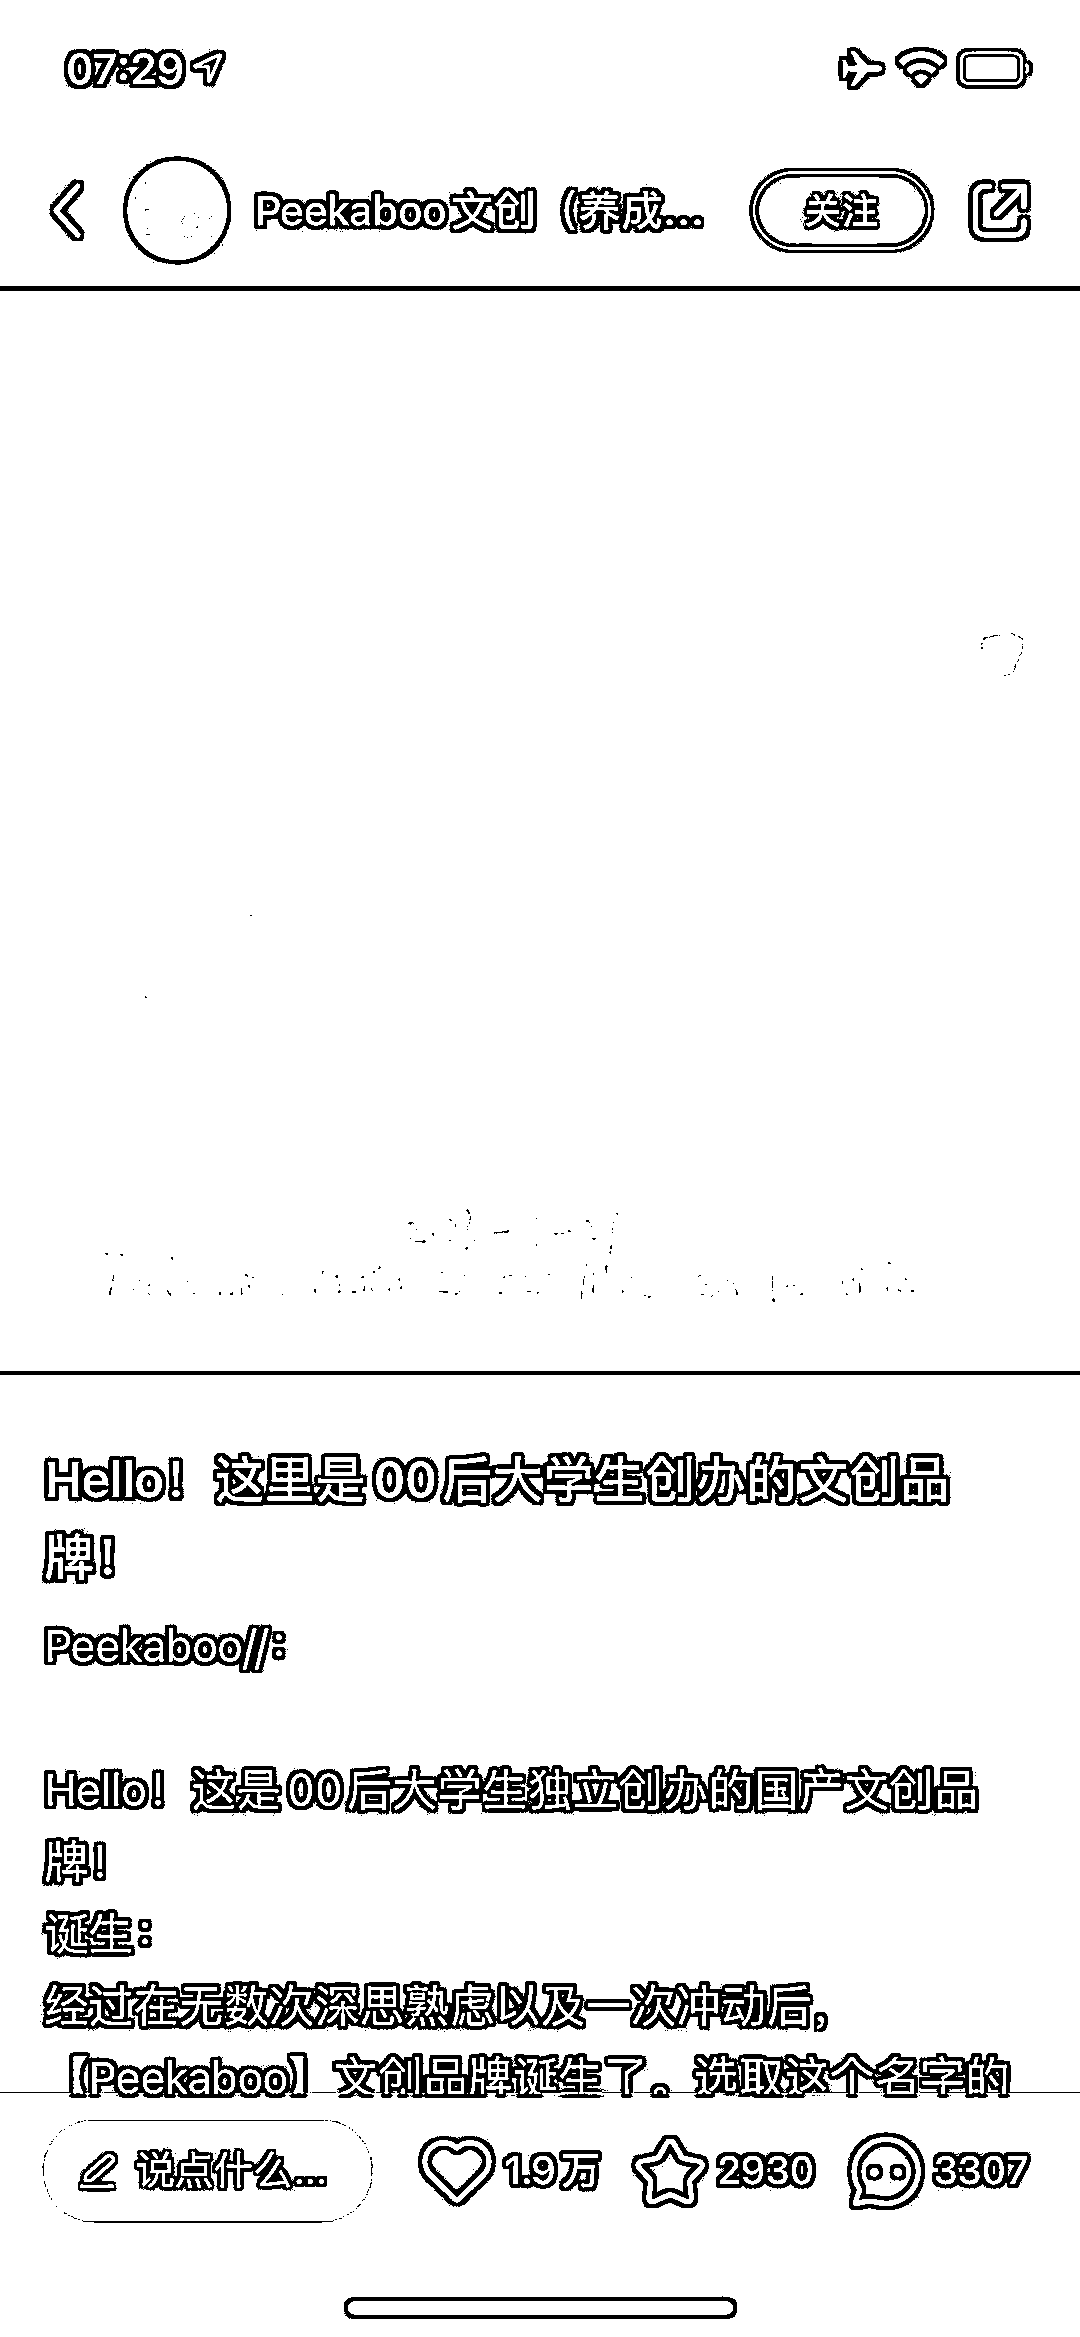 07:29
Peekaboo文创（养成...
关注
Hello！这里是00后大学生创办的文创品
牌！
Peekaboo//：
Hello！这是00后大学生独立创办的国产文创品
牌！
诞生：
经过在无数次深思熟虑以及一次冲动后，
【Peekaboo】文创品牌诞生了。选取这个名字的
说点什么...
1.9万
2930
3307